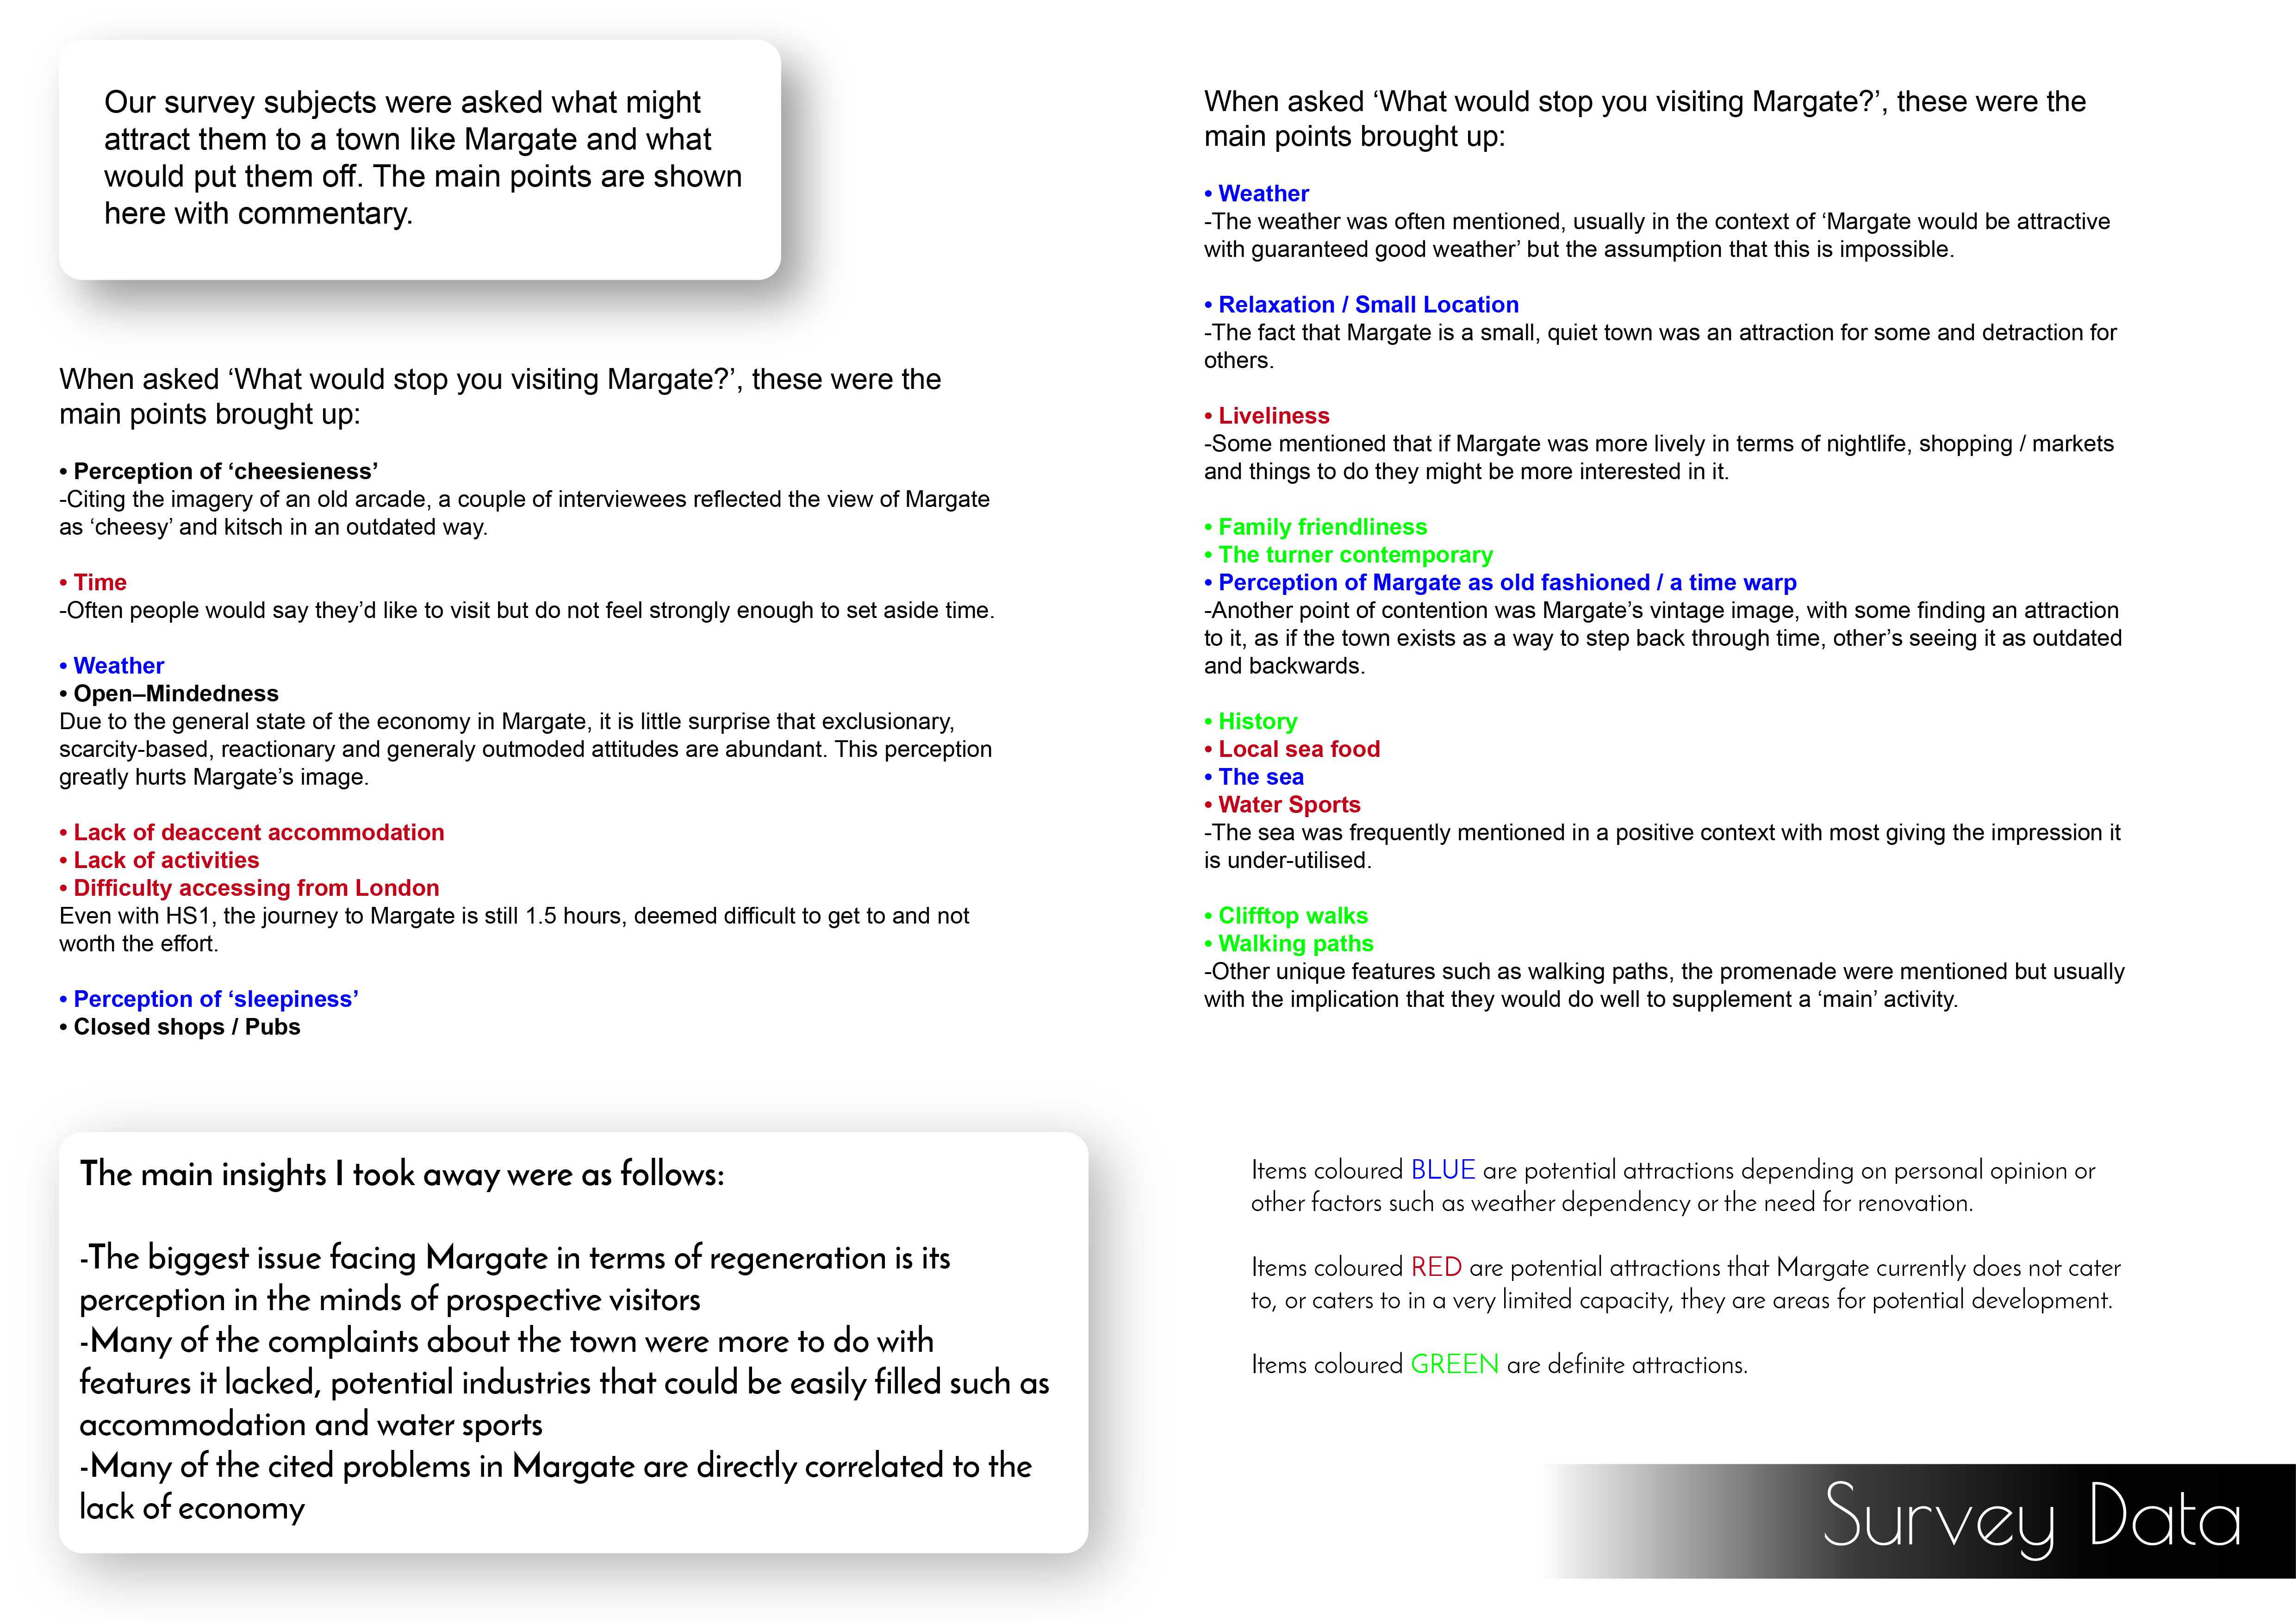 Our survey subjects were asked what might
attract them to a town like Margate and what
would put them off. The main points are shown
here with commentary.
When asked ‘What would stop you visiting Margate?’, these were the
main points brought up:
• Perception of ‘cheesieness’
-Citing the imagery of an old arcade, a couple of interviewees reflected the view of Margate
as ‘cheesy’ and kitsch in an outdated way.
• Time
-Often people would say they’d like to visit but do not feel strongly enough to set aside time.
• Weather
• Open–Mindedness
Due to the general state of the economy in Margate, it is little surprise that exclusionary,
scarcity-based, reactionary and generaly outmoded attitudes are abundant. This perception
greatly hurts Margate’s image.
• Lack of deaccent accommodation
• Lack of activities
• Difficulty accessing from London
Even with HS1, the journey to Margate is still 1.5 hours, deemed difficult to get to and not
worth the effort.
• Perception of ‘sleepiness’
• Closed shops / Pubs
The main insights I took away were as follows:
-The biggest issue facing Margate in terms of regeneration is its
perception in the minds of prospective visitors
-Many of the complaints about the town were more to do with
features it lacked, potential industries that could be easily filled such as
accommodation and water sports
-Many of the cited problems in Margate are directly correlated to the
lack of economy
When asked ‘What would stop you visiting Margate?’, these were the
main points brought up:
• Weather
-The weather was often mentioned, usually in the context of ‘Margate would be attractive
with guaranteed good weather’ but the assumption that this is impossible.
• Relaxation / Small Location
-The fact that Margate is a small, quiet town was an attraction for some and detraction for
others.
• Liveliness
-Some mentioned that if Margate was more lively in terms of nightlife, shopping / markets
and things to do they might be more interested in it.
• Family friendliness
• The turner contemporary
• Perception of Margate as old fashioned / a time warp
-Another point of contention was Margate’s vintage image, with some finding an attraction
to it, as if the town exists as a way to step back through time, other’s seeing it as outdated
and backwards.
• History
• Local sea food
• The sea
• Water Sports
-The sea was frequently mentioned in a positive context with most giving the impression it
is under-utilised.
• Clifftop walks
• Walking paths
-Other unique features such as walking paths, the promenade were mentioned but usually
with the implication that they would do well to supplement a ‘main’ activity.
Items coloured BLUE are potential attractions depending on personal opinion or
other factors such as weather dependency or the need for renovation.
Items coloured RED are potential attractions that Margate currently does not cater
to, or caters to in a very limited capacity, they are areas for potential development.
Items coloured GREEN are definite attractions.
Survey Data